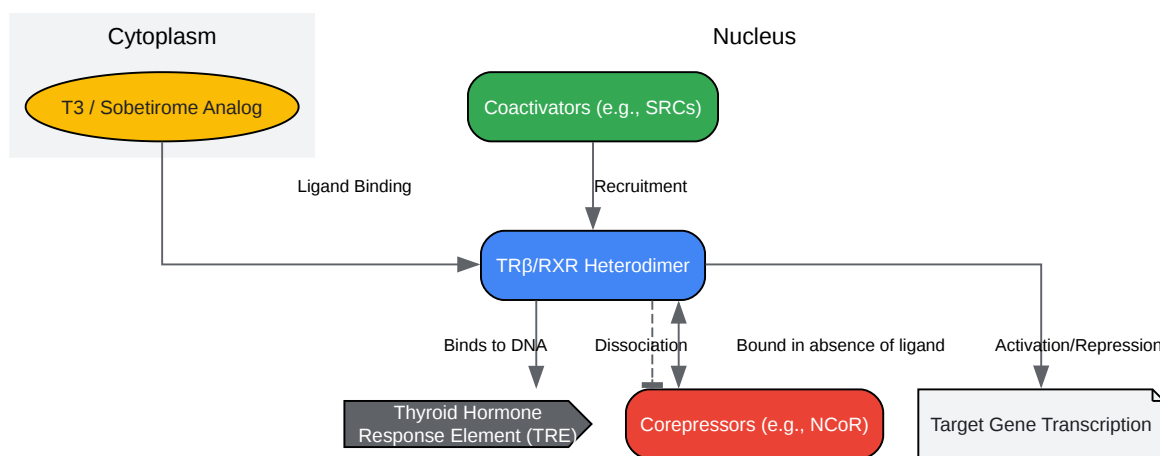 Cytoplasm
Nucleus
T3 / Sobetirome Analog
Coactivators (e.g., SRCs)
Ligand Binding
Recruitment
TRβ/RXR Heterodimer
Binds to DNA
Dissociation
Bound in absence of ligand
Activation/Repression
Thyroid Hormone
Response Element (TRE)
Corepressors (e.g., NCoR)
Target Gene Transcription